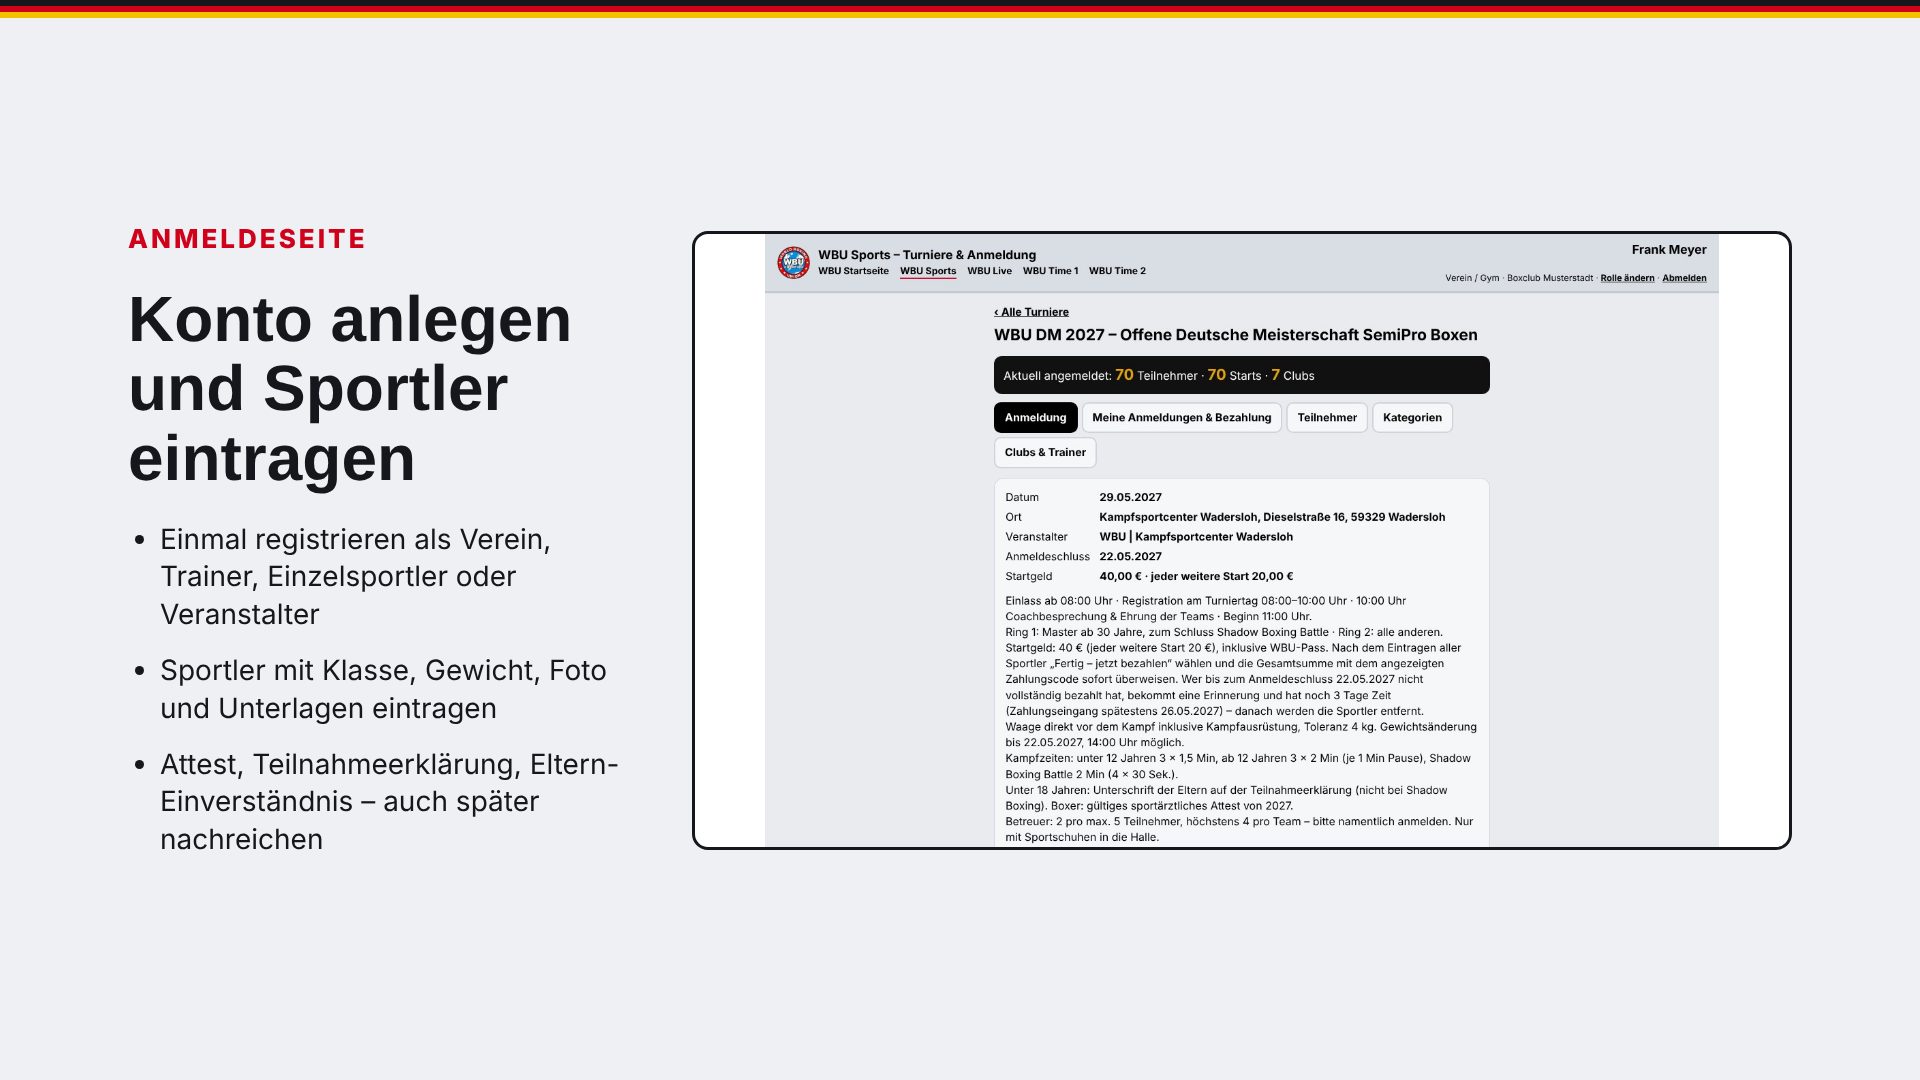 ANMELDESEITE
Konto anlegen
und Sportler
eintragen
• Einmal registrieren als Verein,
Trainer, Einzelsportler oder
Veranstalter
• Sportler mit Klasse, Gewicht, Foto
und Unterlagen eintragen
• Attest, Teilnahmeerklärung, Eltern-
Einverständnis – auch später
nachreichen
WBU
WBU Sports – Turniere & Anmeldung
WBU Startseite WBU Sports WBU Live WBU Time 1 WBU Time 2
Frank Meyer
Verein / Gym · Boxclub Musterstadt · Rolle ändern · Abmelden
‹ Alle Turniere
WBU DM 2027 – Offene Deutsche Meisterschaft SemiPro Boxen
Aktuell angemeldet: 70 Teilnehmer · 70 Starts · 7 Clubs
Anmeldung Meine Anmeldungen & Bezahlung Teilnehmer Kategorien
Clubs & Trainer
Datum 29.05.2027
Ort Kampfsportcenter Wadersloh, Dieselstraße 16, 59329 Wadersloh
Veranstalter WBU | Kampfsportcenter Wadersloh
Anmeldeschluss 22.05.2027
Startgeld 40,00 € · jeder weitere Start 20,00 €
Einlass ab 08:00 Uhr · Registration am Turniertag 08:00–10:00 Uhr · 10:00 Uhr
Coachbesprechung & Ehrung der Teams · Beginn 11:00 Uhr.
Ring 1: Master ab 30 Jahre, zum Schluss Shadow Boxing Battle · Ring 2: alle anderen.
Startgeld: 40 € (jeder weitere Start 20 €), inklusive WBU-Pass. Nach dem Eintragen aller
Sportler „Fertig – jetzt bezahlen“ wählen und die Gesamtsumme mit dem angezeigten
Zahlungscode sofort überweisen. Wer bis zum Anmeldeschluss 22.05.2027 nicht
vollständig bezahlt hat, bekommt eine Erinnerung und hat noch 3 Tage Zeit
(Zahlungseingang spätestens 26.05.2027) – danach werden die Sportler entfernt.
Waage direkt vor dem Kampf inklusive Kampfausrüstung, Toleranz 4 kg. Gewichtsänderung
bis 22.05.2027, 14:00 Uhr möglich.
Kampfzeiten: unter 12 Jahren 3 × 1,5 Min, ab 12 Jahren 3 × 2 Min (je 1 Min Pause), Shadow
Boxing Battle 2 Min (4 × 30 Sek.).
Unter 18 Jahren: Unterschrift der Eltern auf der Teilnahmeerklärung (nicht bei Shadow
Boxing). Boxer: gültiges sportärztliches Attest von 2027.
Betreuer: 2 pro max. 5 Teilnehmer, höchstens 4 pro Team – bitte namentlich anmelden. Nur
mit Sportschuhen in die Halle.